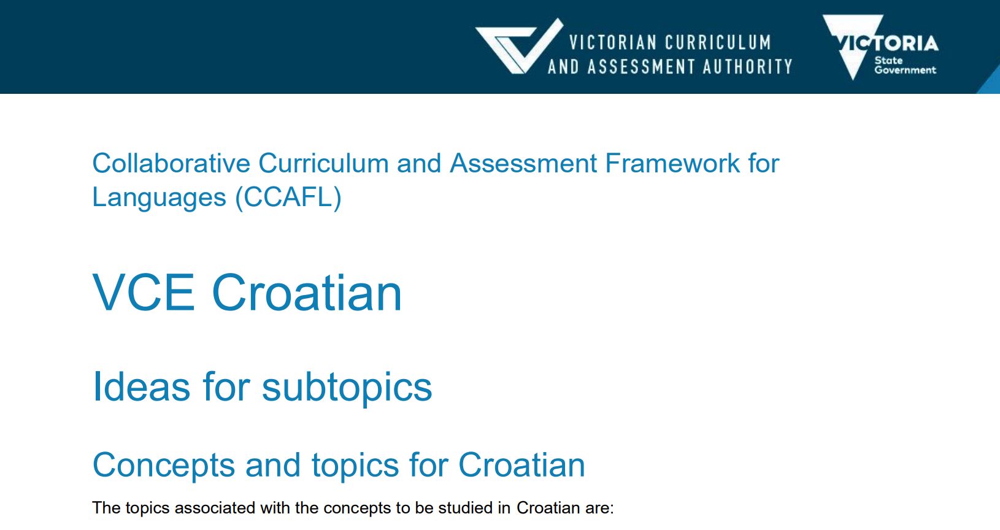 VICTORIAN CURRICULUM
AND ASSESSMENT AUTHORITY
VICTORIA
State
Government
Collaborative Curriculum and Assessment Framework for
Languages (CCAFL)
VCE Croatian
Ideas for subtopics
Concepts and topics for Croatian
The topics associated with the concepts to be studied in Croatian are: